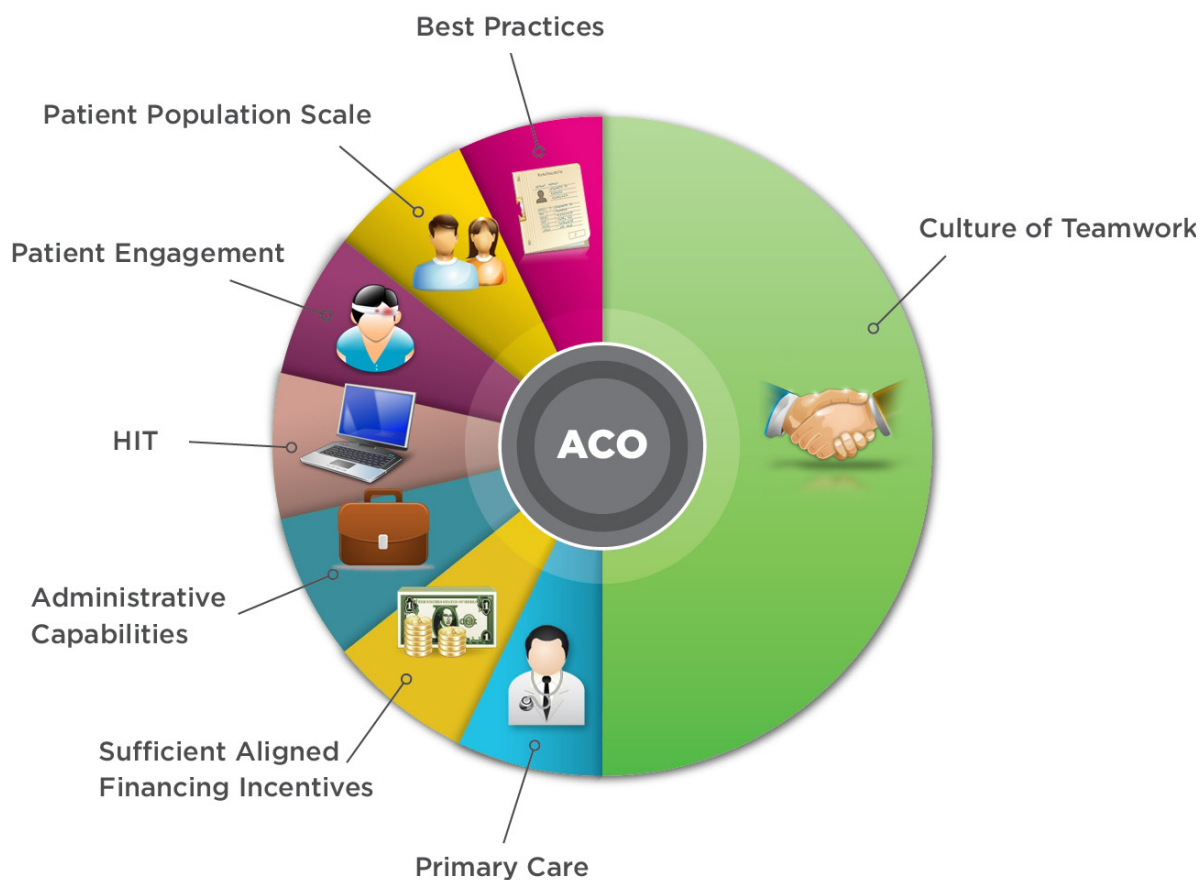 Best Practices
Patient Population Scale
Culture of Teamwork
Patient Engagement
HIT
ACO
Administrative
Capabilities
Sufficient Aligned
Financing Incentives
Primary Care